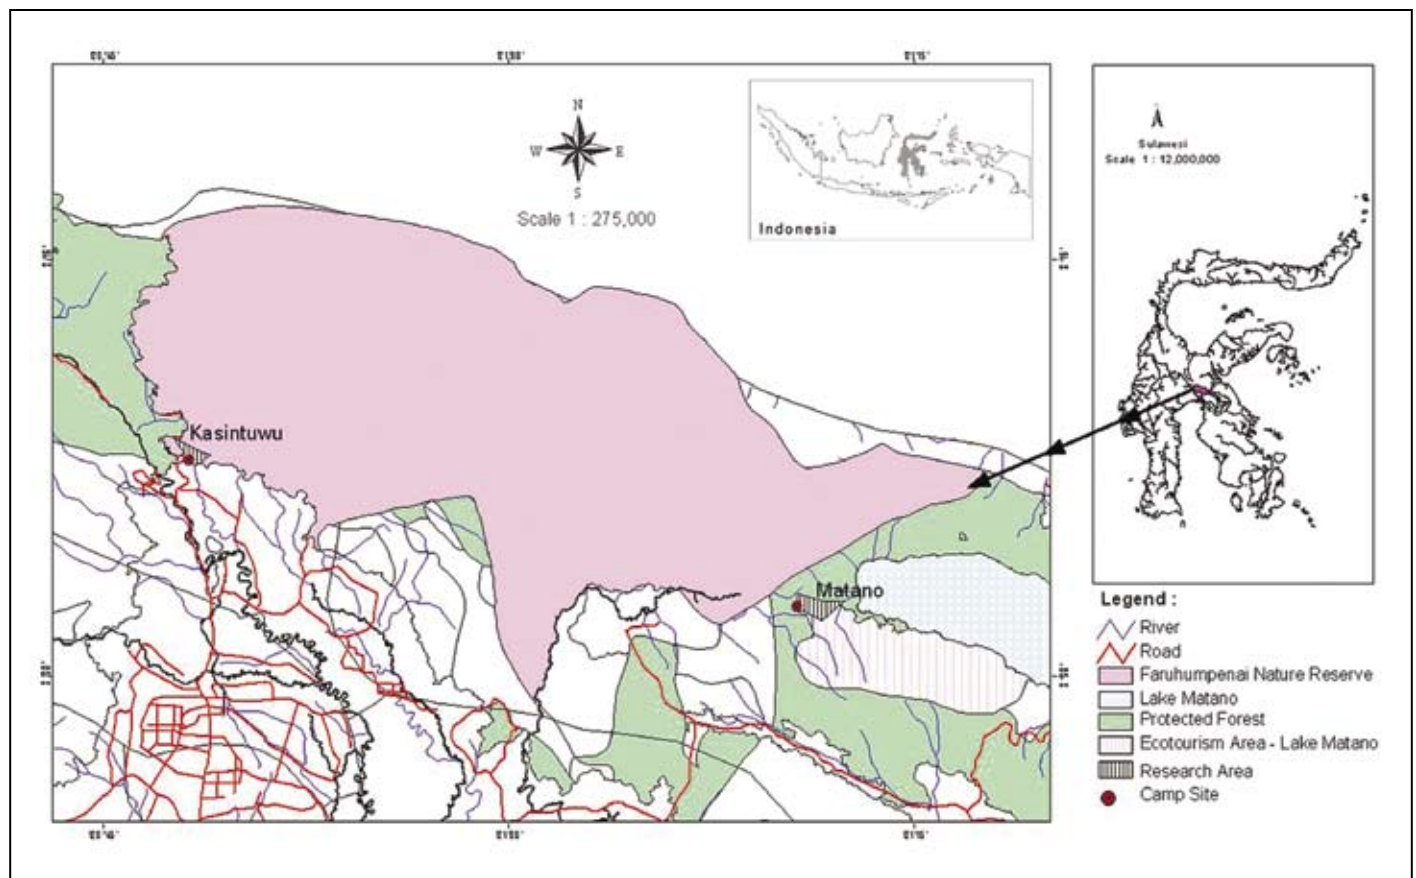 N
W E
S
Scale 1 : 275,000
Indonesia
Kasintuwu
Matano
Sulawesi
Scale 1 : 12,000,000
Legend :
River
Road
Faruhumpenai Nature Reserve
Lake Matano
Protected Forest
Ecotourism Area - Lake Matano
Research Area
Camp Site